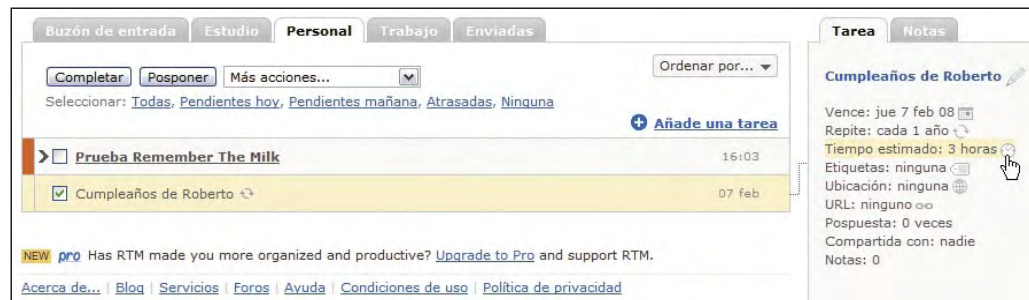 Buzón de entrada Estudio Personal Trabajo Enviadas
Completar Posponer Más acciones... Ordenar por...
Seleccionar: Todas, Pendientes hoy, Pendientes mañana, Atrasadas, Ninguna
Añade una tarea
Prueba Remember The Milk 16:03
Cumpleaños de Roberto 07 feb
NEW pro Has RTM made you more organized and productive? Upgrade to Pro and support RTM.
Acerca de... | Blog | Servicios | Foros | Ayuda | Condiciones de uso | Política de privacidad
Tarea Notas
Cumpleaños de Roberto
Vence: jue 7 feb 08
Repite: cada 1 año
Tiempo estimado: 3 horas
Etiquetas: ninguna
Ubicación: ninguna
URL: ninguno
Pospuesta: 0 veces
Compartida con: nadie
Notas: 0